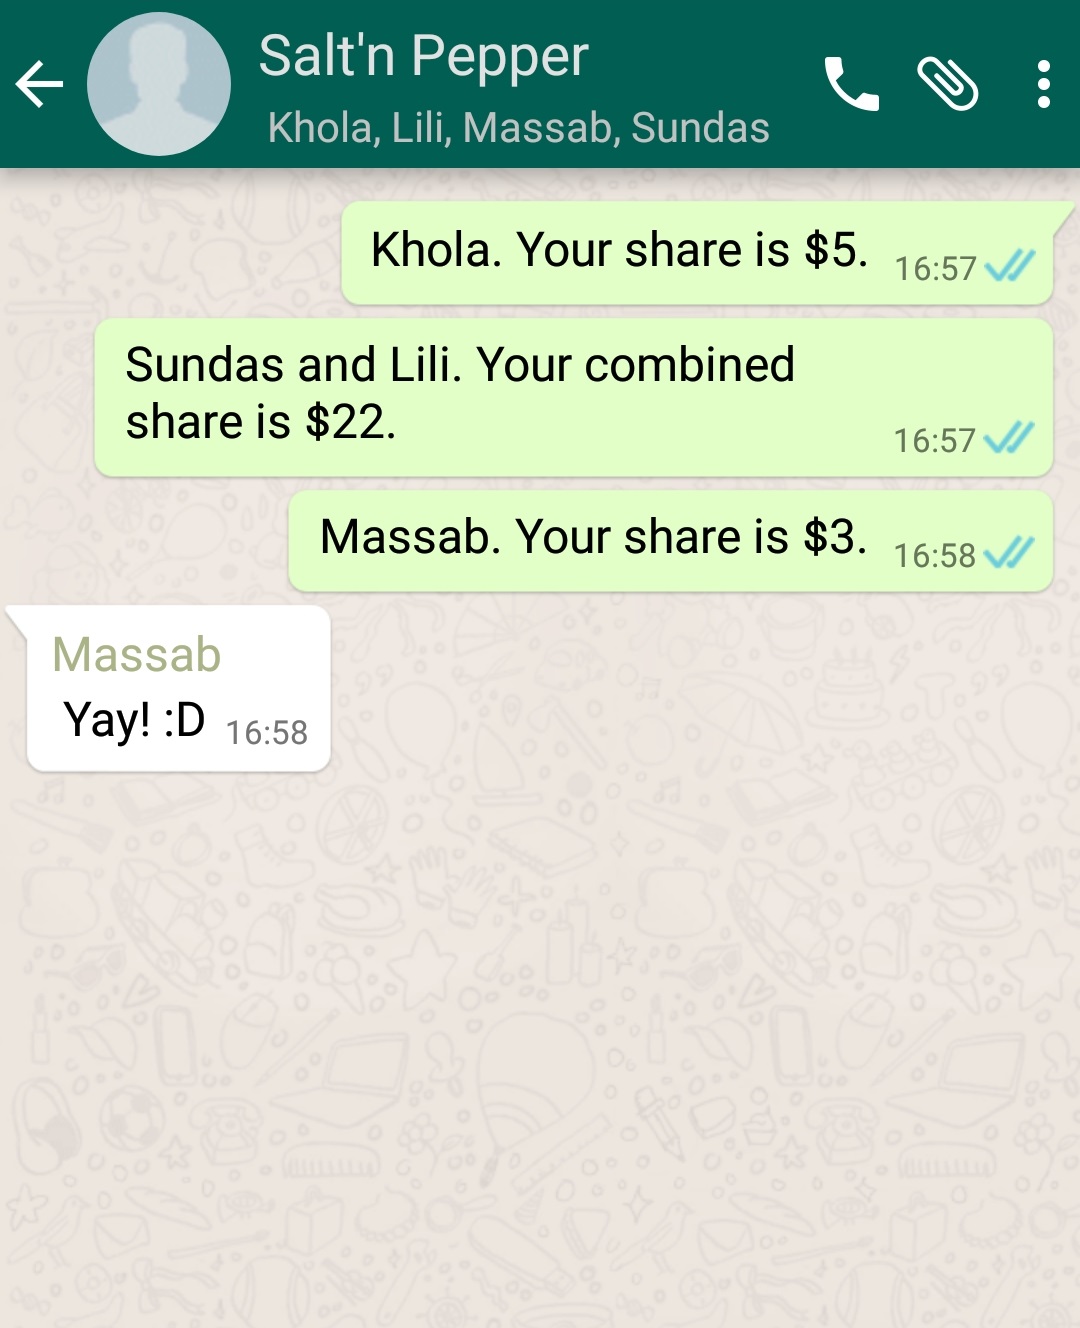 Salt'n Pepper
Khola, Lili, Massab, Sundas
Khola. Your share is $5. 16:57
Sundas and Lili. Your combined
share is $22. 16:57
Massab. Your share is $3. 16:58
Massab
Yay! :D 16:58